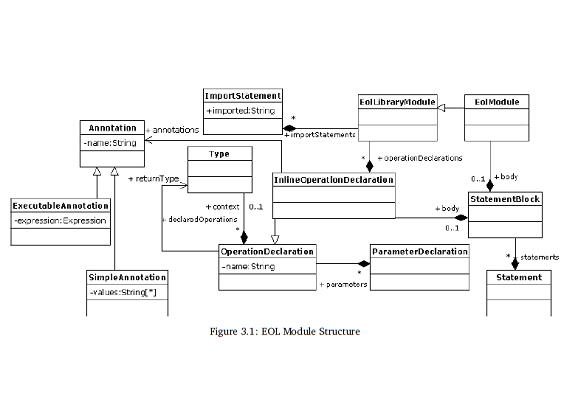 ImportStatement
+imported:String
EolLibraryModule
EolModule
Annotation
-name:String
+ annotations
*
+ importStatements
Type
+ returnType
* + operationDeclarations
InlineOperationDeclaration
0..1 + body
ExecutableAnnotation
-expression:Expression
+ context 0..1
+ declaredOperations
*
+ body
0..1
StatementBlock
OperationDeclaration
-name:String
ParameterDeclaration
*
+ parameters
* + statements
SimpleAnnotation
-values:String[*]
Statement
Figure 3.1: EOL Module Structure